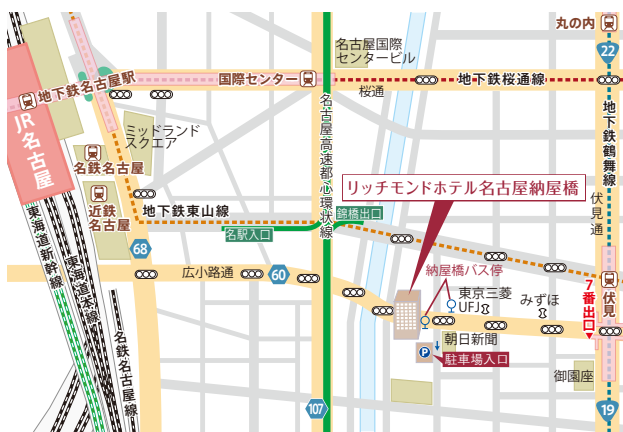 丸の内
22
名古屋国際
センタービル
地下鉄名古屋駅
国際センター
地下鉄桜通線
桜通
JR名古屋
ミッドランド
スクエア
名古屋高速都心環状線
地下鉄鶴舞線
名鉄名古屋
リッチモンドホテル名古屋納屋橋
近鉄
名古屋
地下鉄東山線
錦橋出口
名駅入口
伏見通
東海道新幹線
東海道本線
名鉄名古屋線
68
広小路通
60
納屋橋バス停
東京三菱
UFJ
みずほ
7番出口
伏見
朝日新聞
P
駐車場入口
御園座
107
19